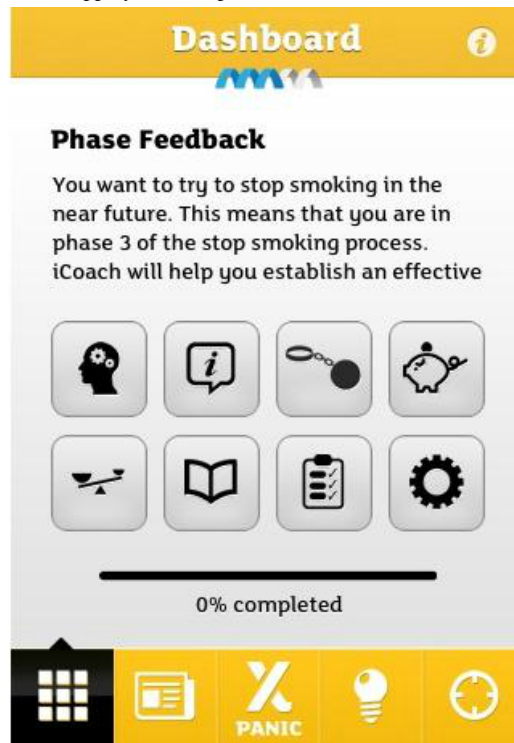 Dashboard
Phase Feedback
You want to try to stop smoking in the
near future. This means that you are in
phase 3 of the stop smoking process.
iCoach will help you establish an effective
0% completed
PANIC